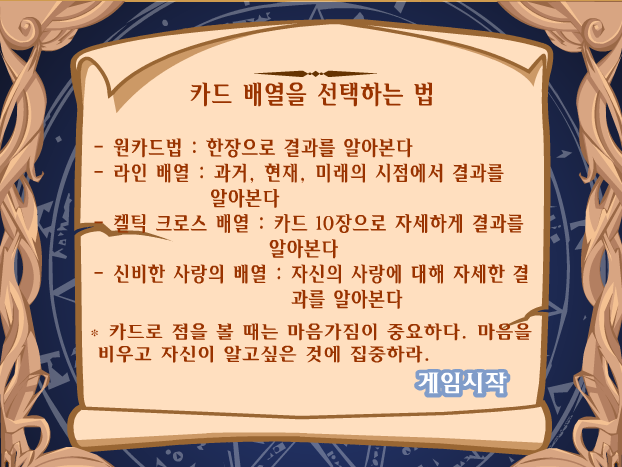 카드 배열을 선택하는 법
- 원카드법 : 한장으로 결과를 알아본다
- 라인 배열 : 과거, 현재, 미래의 시점에서 결과를
알아본다
- 켈틱 크로스 배열 : 카드 10장으로 자세하게 결과를
알아본다
- 신비한 사랑의 배열 : 자신의 사랑에 대해 자세한 결
과를 알아본다
* 카드로 점을 볼 때는 마음가짐이 중요하다. 마음을
비우고 자신이 알고싶은 것에 집중하라.
게임시작